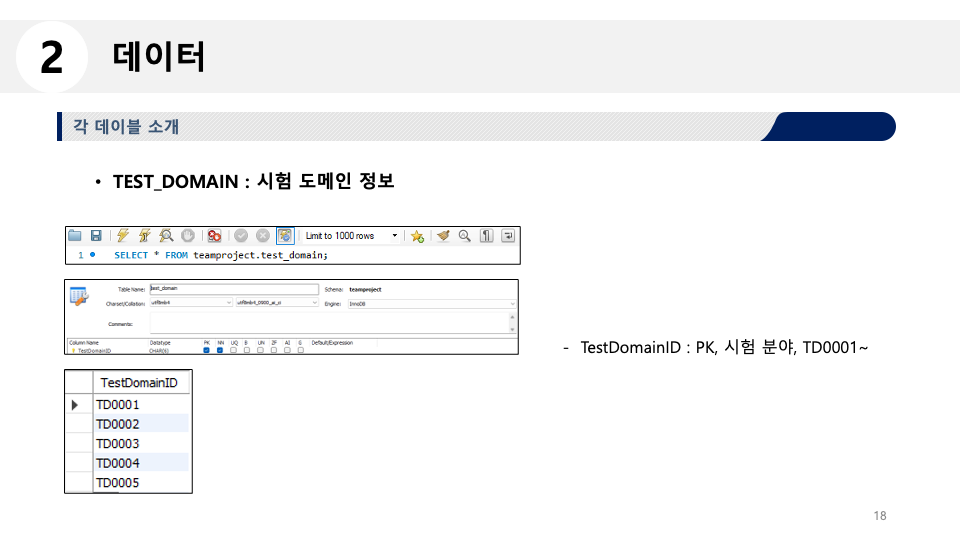 2
데이터
각 데이블 소개
• TEST_DOMAIN : 시험 도메인 정보
Limit to 1000 rows
1 SELECT * FROM teamproject.test_domain;
Table Name: test_domain Schema: teamproject
Charset/Collation: utf8mb4 utf8mb4_0900_ai_ci Engine: InnoDB
Comments:
Column Name Datatype PK NN UQ B UN ZF AI G Default/Expression
TestDomainID CHAR(6)
- TestDomainID : PK, 시험 분야, TD0001~
TestDomainID
TD0001
TD0002
TD0003
TD0004
TD0005
18